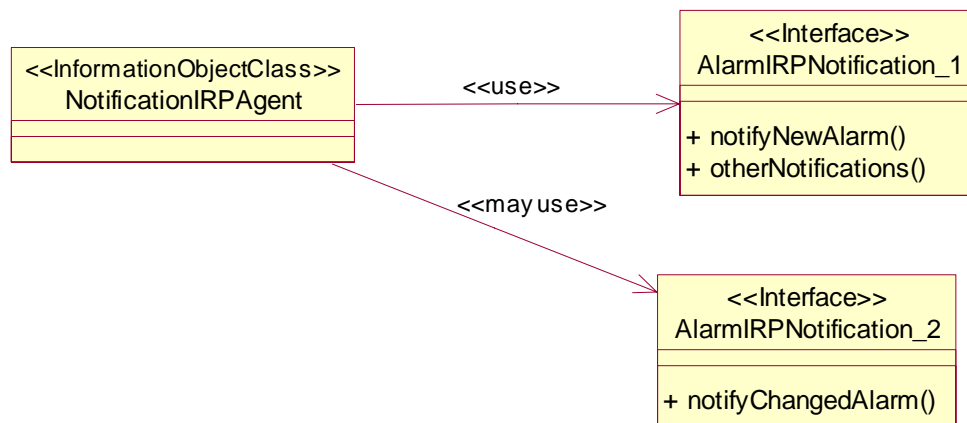 <<InformationObjectClass>>
NotificationIRPAgent
<<use>>
<<Interface>>
AlarmIRPNotification_1
+ notifyNewAlarm()
+ otherNotifications()
<<may use>>
<<Interface>>
AlarmIRPNotification_2
+ notifyChangedAlarm()